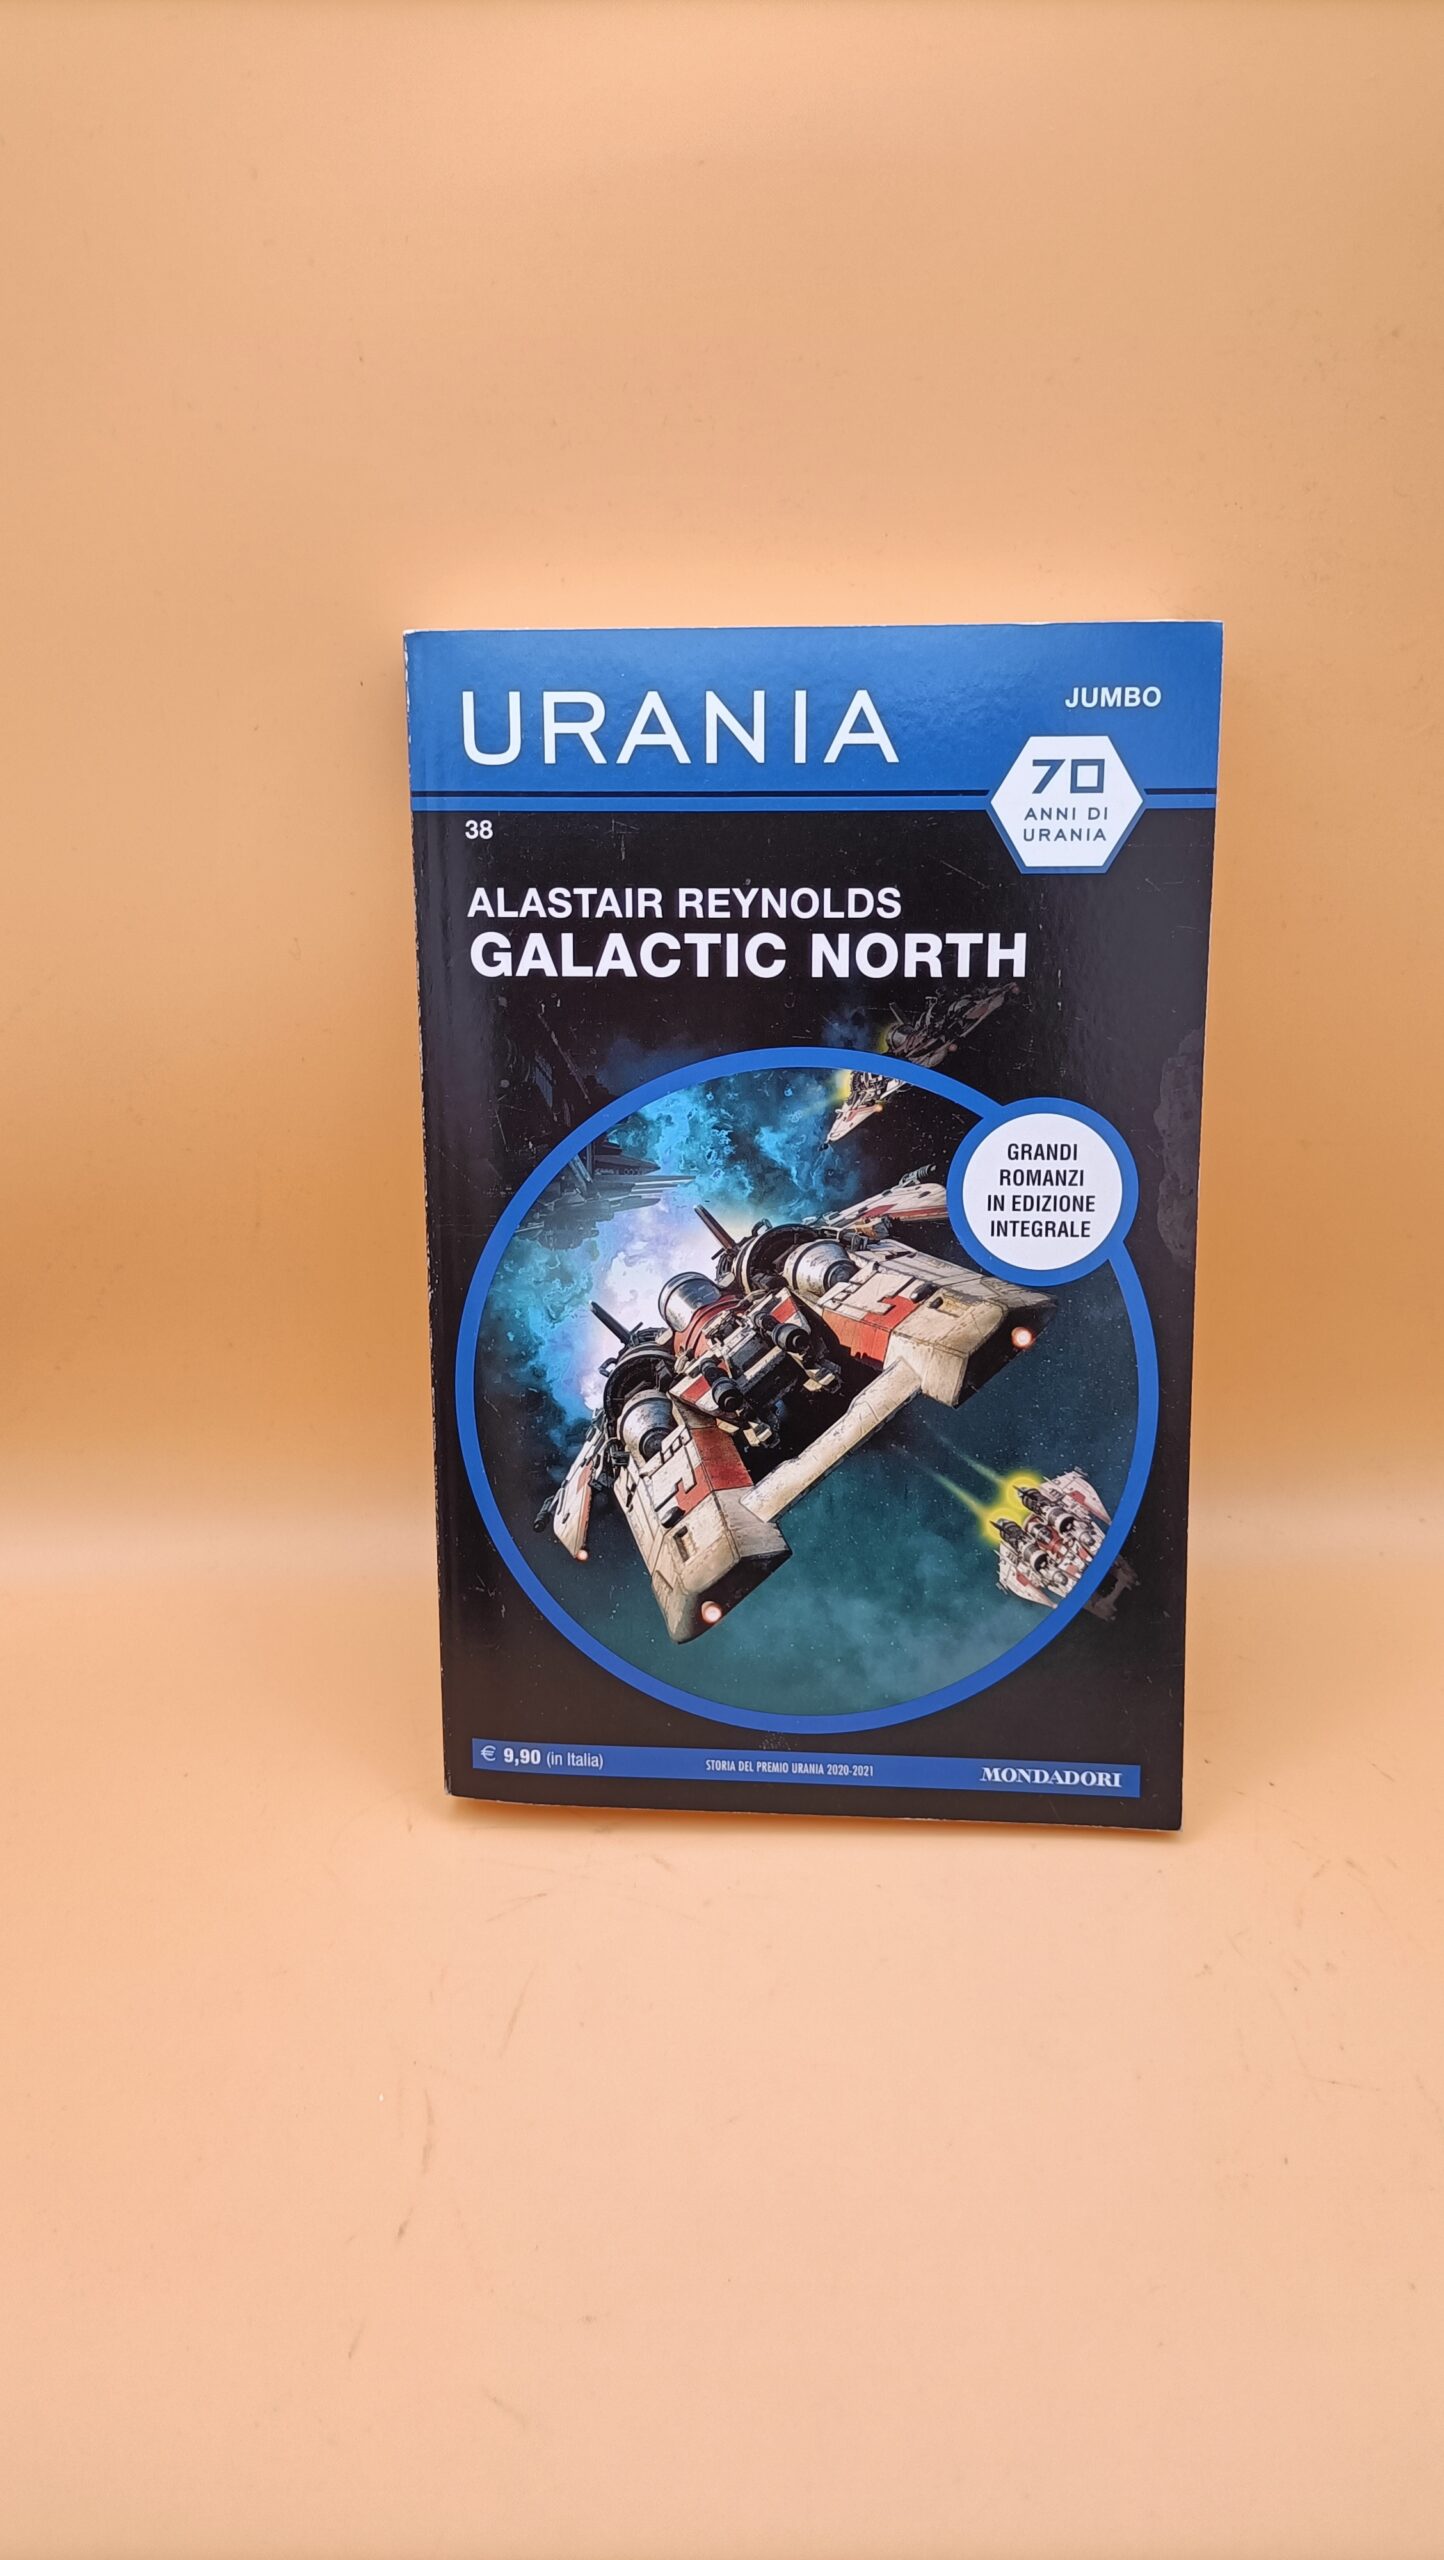 URANIA
JUMBO
70
ANNI DI
URANIA
38
ALASTAIR REYNOLDS
GALACTIC NORTH
GRANDI
ROMANZI
IN EDIZIONE
INTEGRALE
€ 9,90 (in Italia)
STORIA DEL PREMIO URANIA 2020-2021
MONDADORI